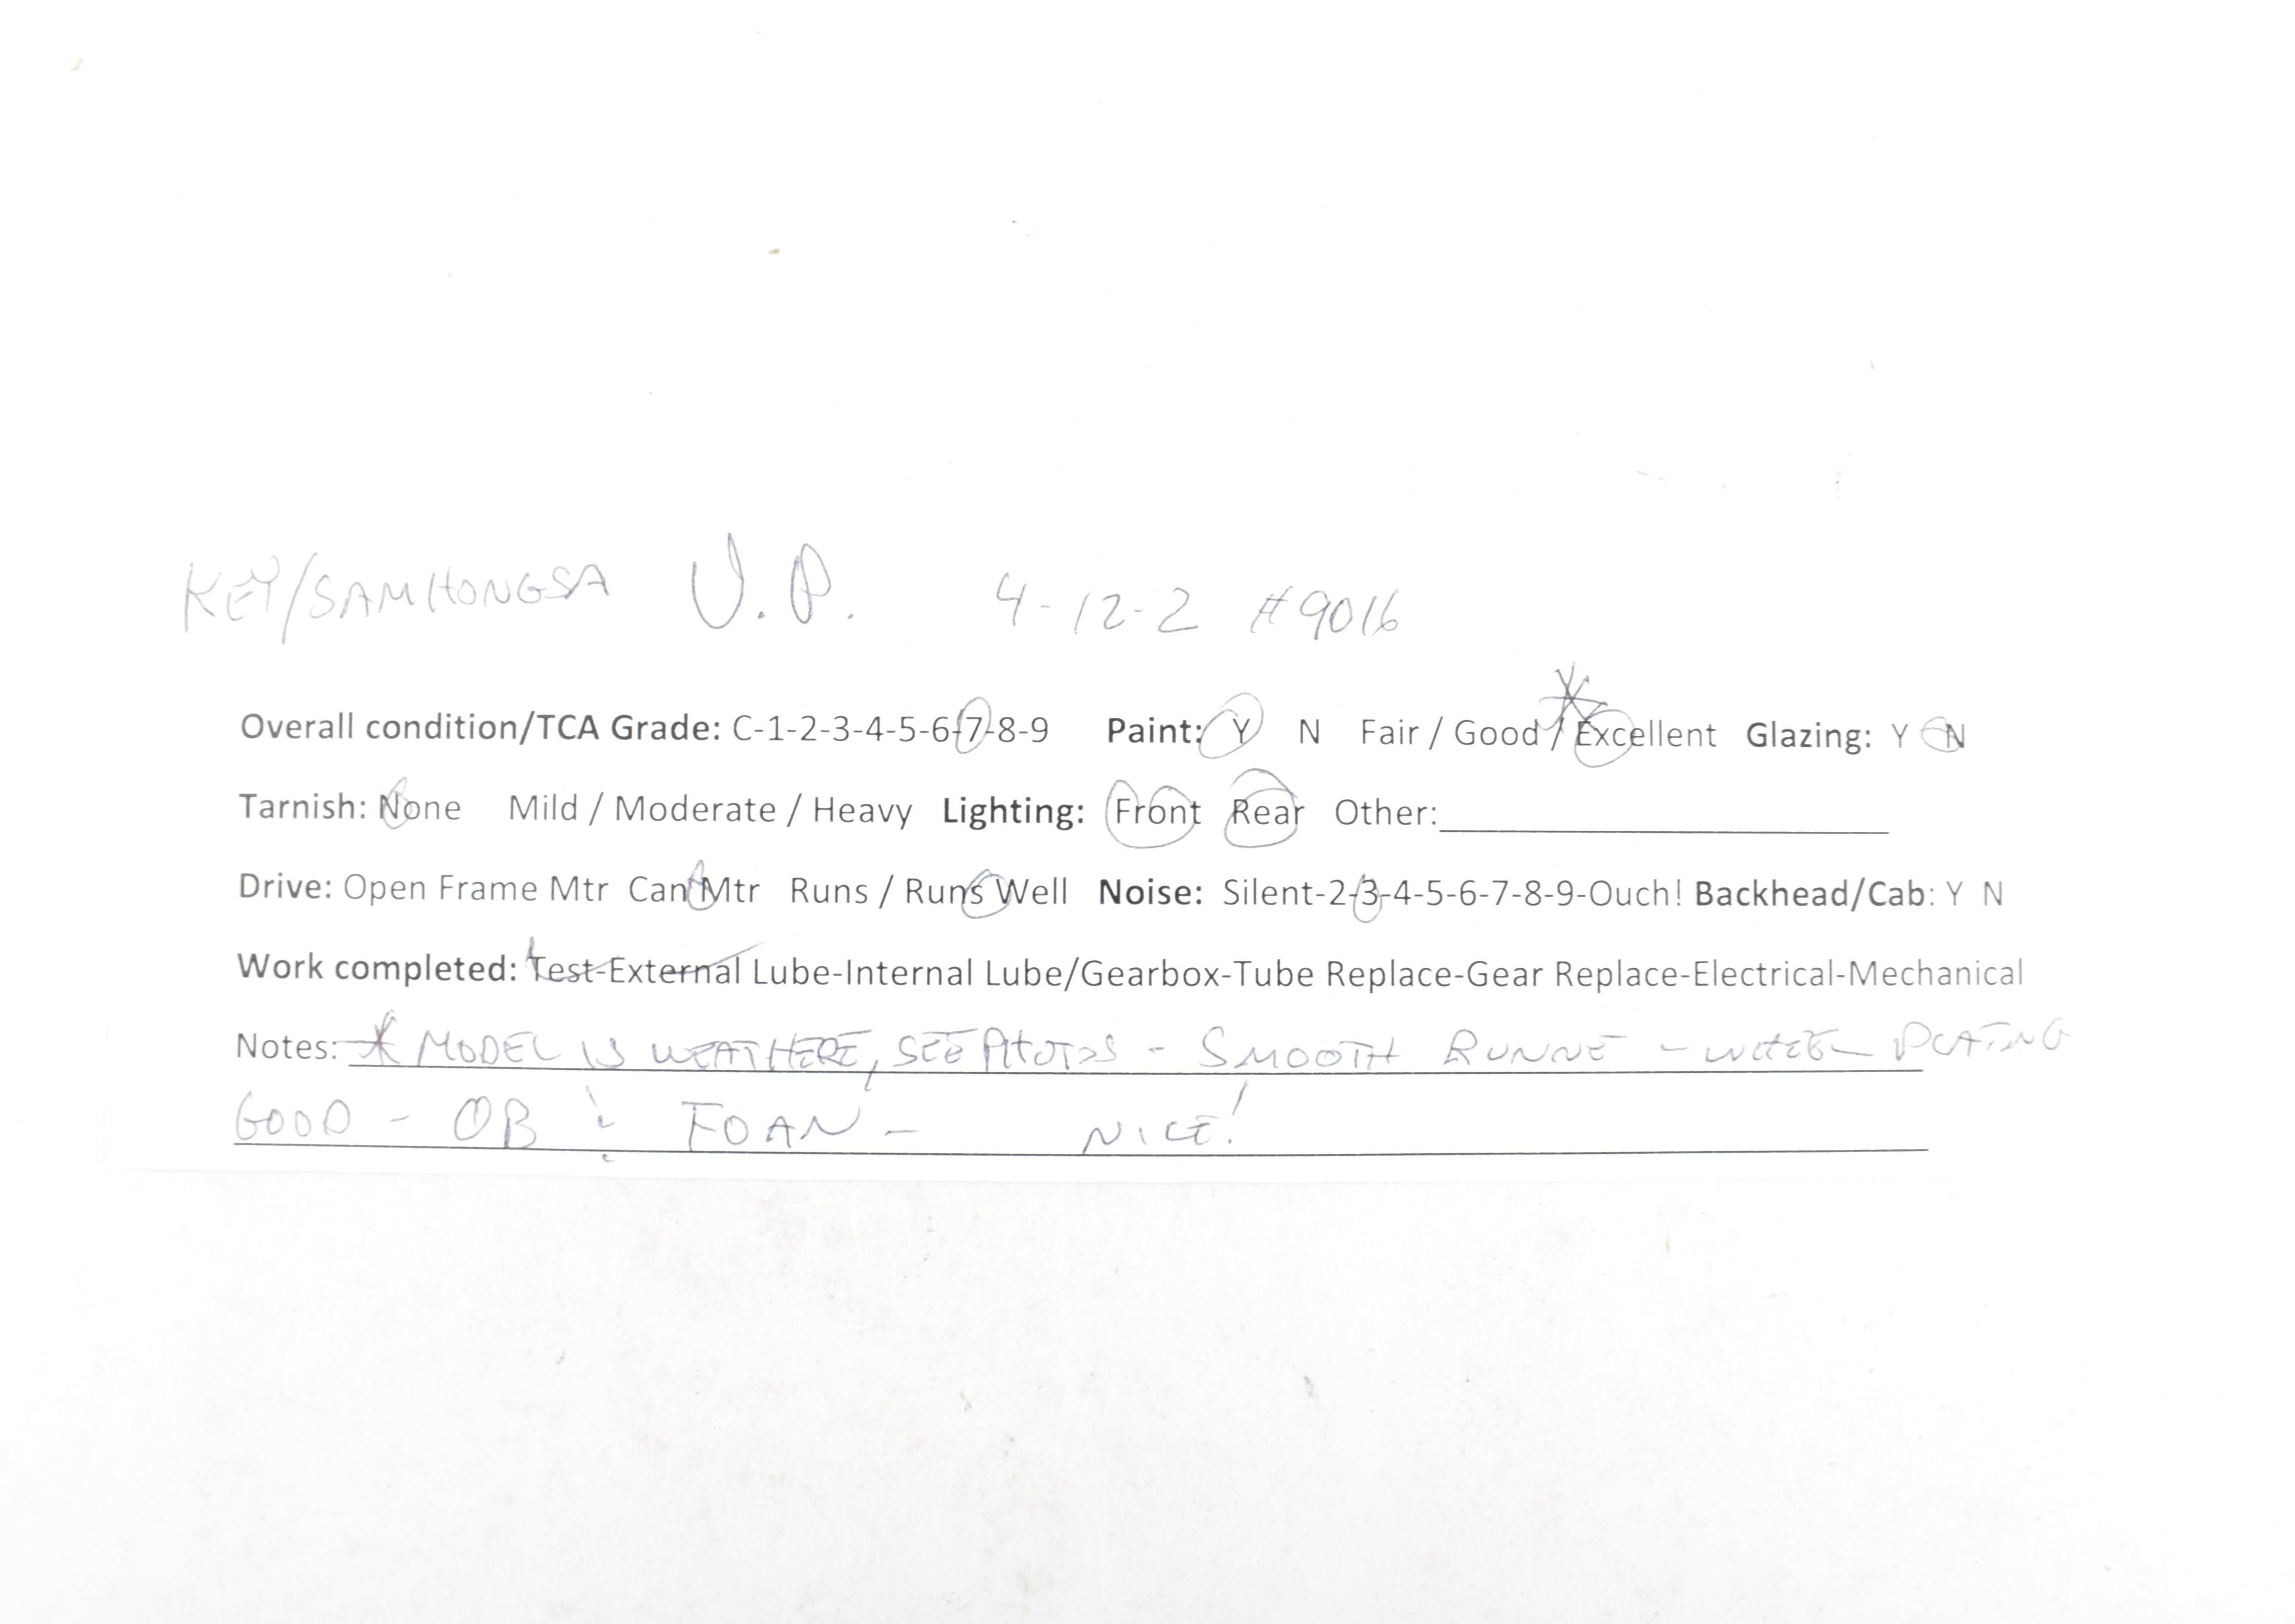 KEY/SAMHONGSA U.P. 4-12-2 #9016
Overall condition/TCA Grade: C-1-2-3-4-5-6-7-8-9 Paint: Y N Fair / Good / Excellent Glazing: Y N
Tarnish: None Mild / Moderate / Heavy Lighting: Front Rear Other:
Drive: Open Frame Mtr Can Mtr Runs / Runs Well Noise: Silent-2-3-4-5-6-7-8-9-Ouch! Backhead/Cab: Y N
Work completed: Test-External Lube-Internal Lube/Gearbox-Tube Replace-Gear Replace-Electrical-Mechanical
Notes: * MODEL IS WEATHERE, SEE PHOTOS - SMOOTH RUNNE - WHEEL PLATING
GOOD - OB & FOAM - NICE!